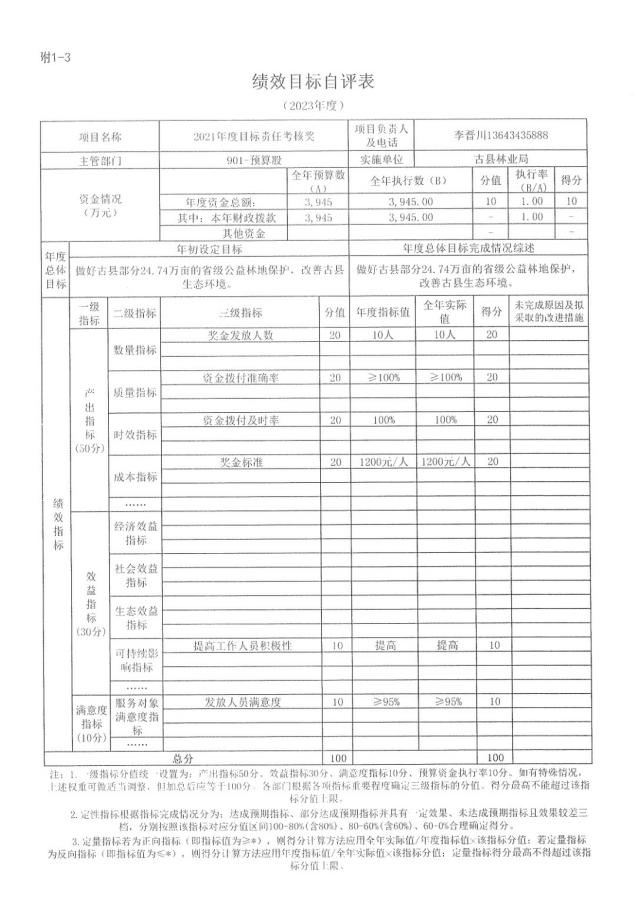 附1-3
绩效目标自评表
（2023年度）
项目名称 2021年度目标责任考核奖 项目负责人及电话 李晋川13643435888
主管部门 901-预算股 实施单位 古县林业局
资金情况（万元） 全年预算数（A） 全年执行数（B） 分值 执行率（B/A） 得分
年度资金总额： 3,945 3,945.00 10 1.00 10
其中：本年财政拨款 3,945 3,945.00 - 1.00 -
其他资金 - -
年度总体目标 年初设定目标 年度总体目标完成情况综述
做好古县部分24.74万亩的省级公益林地保护，改善古县生态环境。 做好古县部分24.74万亩的省级公益林地保护，改善古县生态环境。
绩效指标 一级指标 二级指标 三级指标 分值 年度指标值 全年实际值 得分 未完成原因及拟采取的改进措施
产出指标(50分) 数量指标 奖金发放人数 20 10人 10人 20
质量指标 资金拨付准确率 20 ≥100% ≥100% 20
时效指标 资金拨付及时率 20 100% 100% 20
成本指标 奖金标准 20 1200元/人 1200元/人 20
……
效益指标(30分) 经济效益指标
社会效益指标
生态效益指标
可持续影响指标 提高工作人员积极性 10 提高 提高 10
……
满意度指标(10分) 服务对象满意度指标 发放人员满意度 10 ≥95% ≥95% 10
……
总分 100 100
注：1.一级指标分值统一设置为：产出指标50分、效益指标30分、满意度指标10分、预算资金执行率10分。如有特殊情况，
上述权重可做适当调整，但加总后应等于100分。各部门根据各项指标重要程度确定三级指标的分值。得分最高不能超过该指
标分值上限。
2.定性指标根据指标完成情况分为：达成预期指标、部分达成预期指标并具有一定效果、未达成预期指标且效果较差三
档，分别按照该指标对应分值区间100-80%(含80%)、80-60%(含60%)、60-0%合理确定得分。
3.定量指标若为正向指标（即指标值为≥*），则得分计算方法应用全年实际值/年度指标值×该指标分值；若定量指标
为反向指标（即指标值为≤*），则得分计算方法应用年度指标值/全年实际值×该指标分值；定量指标得分最高不得超过该指
标分值上限。